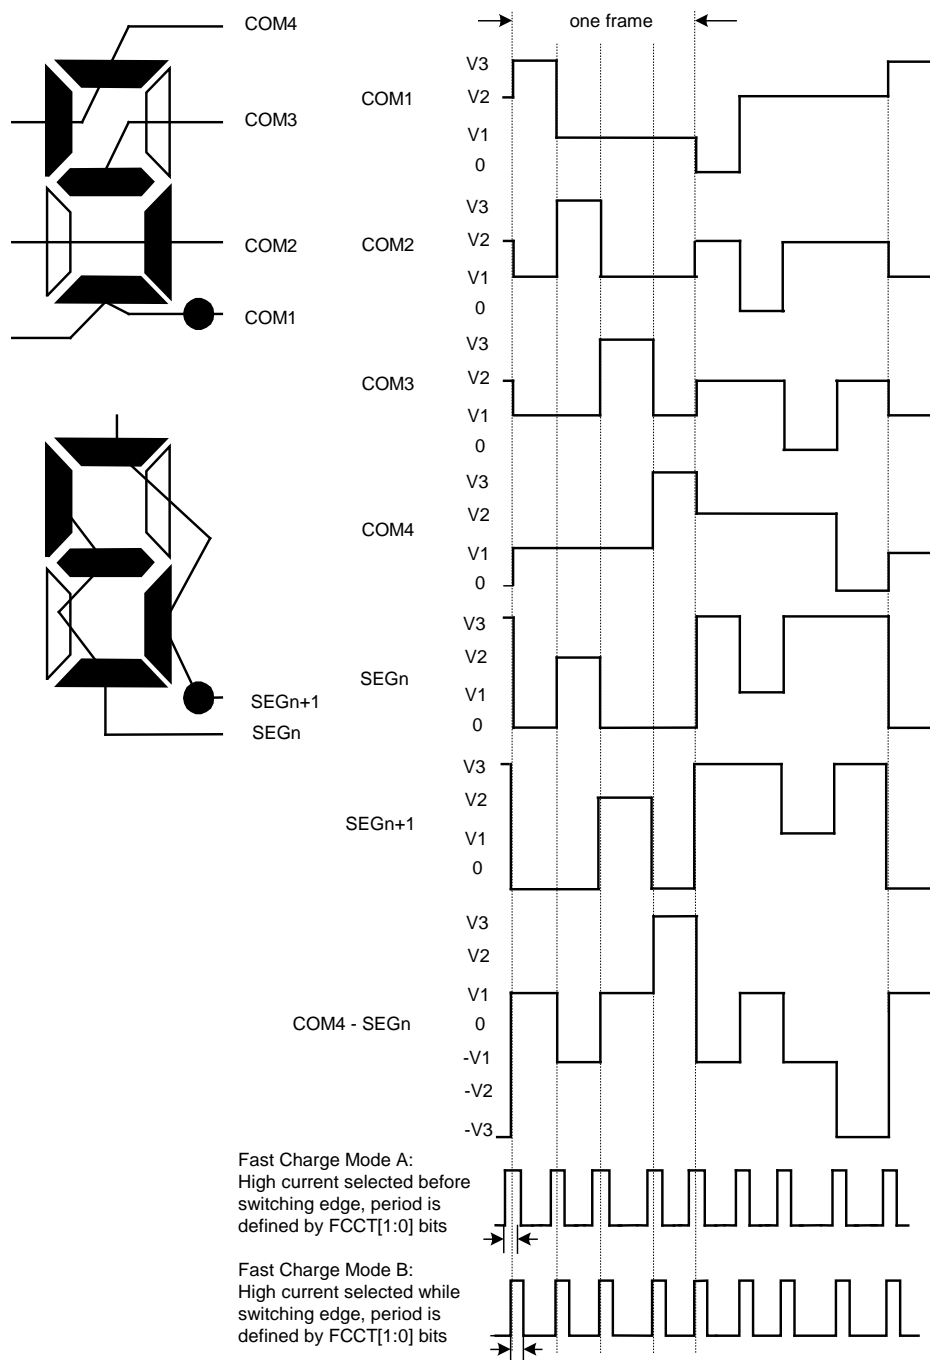 COM4
COM3
COM2
COM1
SEGn+1
SEGn
one frame
COM1
V3
V2
V1
0
COM2
V3
V2
V1
0
COM3
V3
V2
V1
0
COM4
V3
V2
V1
0
SEGn
V3
V2
V1
0
SEGn+1
V3
V2
V1
0
COM4 - SEGn
V3
V2
V1
0
-V1
-V2
-V3
Fast Charge Mode A:
High current selected before
switching edge, period is
defined by FCCT[1:0] bits
Fast Charge Mode B:
High current selected while
switching edge, period is
defined by FCCT[1:0] bits